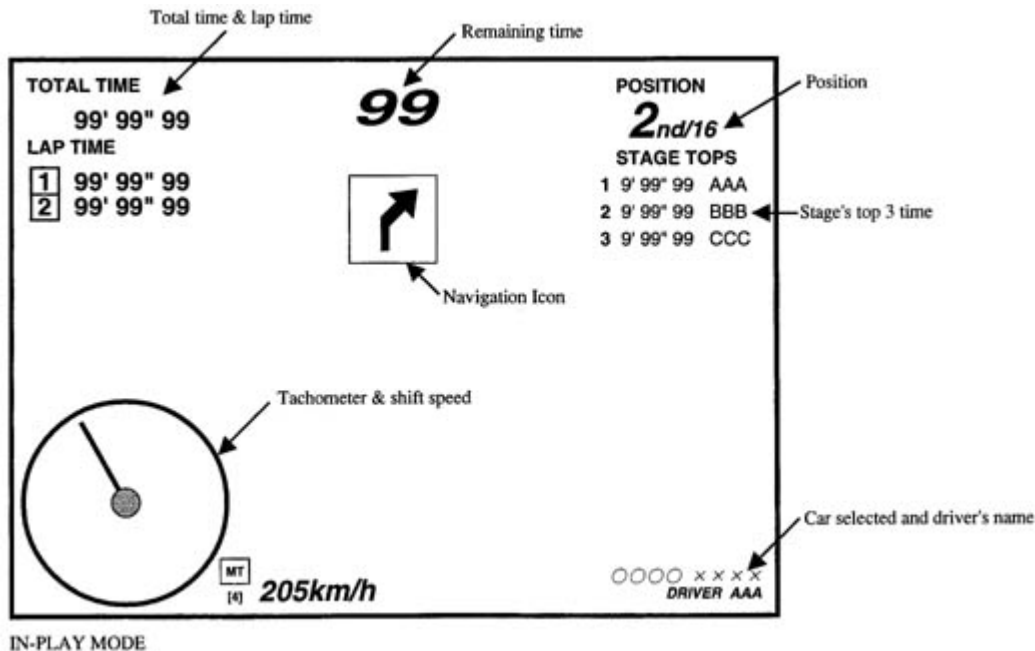 Total time & lap time
Remaining time
TOTAL TIME
99' 99" 99
LAP TIME
1 99' 99" 99
2 99' 99" 99
99
POSITION
2nd/16
Position
STAGE TOPS
1 9' 99" 99 AAA
2 9' 99" 99 BBB
3 9' 99" 99 CCC
Stage's top 3 time
Navigation Icon
Tachometer & shift speed
Car selected and driver's name
MT
[4] 205km/h
○○○○ ××××
DRIVER AAA
IN-PLAY MODE